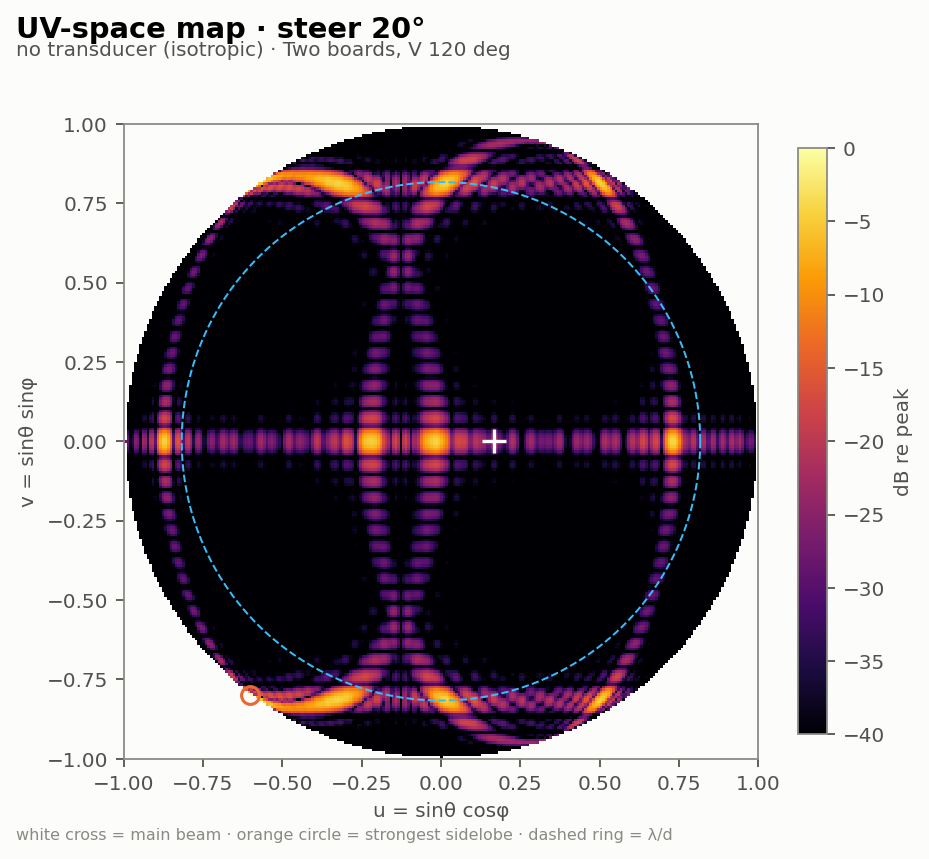 UV-space map · steer 20°
no transducer (isotropic) · Two boards, V 120 deg
1.00
0.75
0.50
0.25
0.00
−0.25
−0.50
−0.75
−1.00
v = sinθ sinφ
−1.00 −0.75 −0.50 −0.25 0.00 0.25 0.50 0.75 1.00
u = sinθ cosφ
0
−5
−10
−15
−20
−25
−30
−35
−40
dB re peak
white cross = main beam · orange circle = strongest sidelobe · dashed ring = λ/d